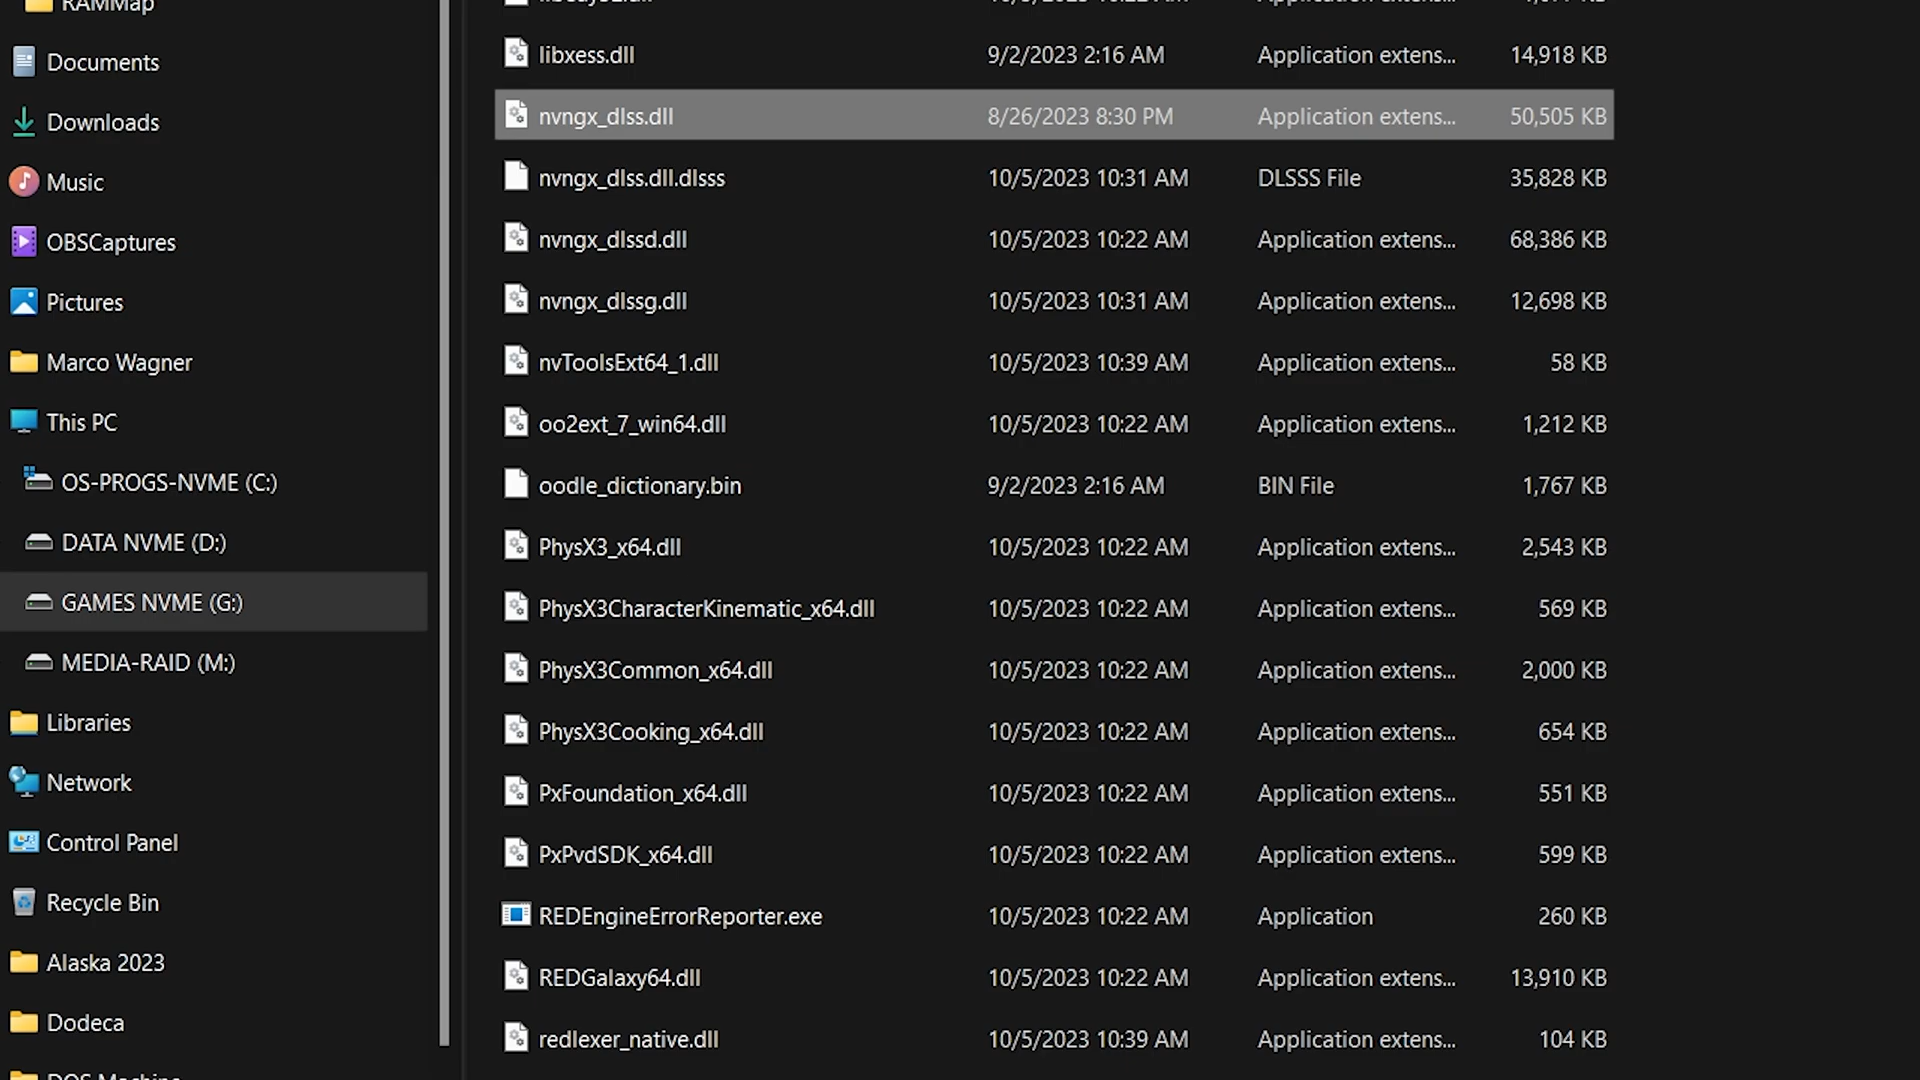 RAMMap
Documents
Downloads
Music
OBSCaptures
Pictures
Marco Wagner
This PC
OS-PROGS-NVME (C:)
DATA NVME (D:)
GAMES NVME (G:)
MEDIA-RAID (M:)
Libraries
Network
Control Panel
Recycle Bin
Alaska 2023
Dodeca
DOS Machine
libxess.dll 9/2/2023 2:16 AM Application extens... 14,918 KB
nvngx_dlss.dll 8/26/2023 8:30 PM Application extens... 50,505 KB
nvngx_dlss.dll.dlsss 10/5/2023 10:31 AM DLSSS File 35,828 KB
nvngx_dlssd.dll 10/5/2023 10:22 AM Application extens... 68,386 KB
nvngx_dlssg.dll 10/5/2023 10:31 AM Application extens... 12,698 KB
nvToolsExt64_1.dll 10/5/2023 10:39 AM Application extens... 58 KB
oo2ext_7_win64.dll 10/5/2023 10:22 AM Application extens... 1,212 KB
oodle_dictionary.bin 9/2/2023 2:16 AM BIN File 1,767 KB
PhysX3_x64.dll 10/5/2023 10:22 AM Application extens... 2,543 KB
PhysX3CharacterKinematic_x64.dll 10/5/2023 10:22 AM Application extens... 569 KB
PhysX3Common_x64.dll 10/5/2023 10:22 AM Application extens... 2,000 KB
PhysX3Cooking_x64.dll 10/5/2023 10:22 AM Application extens... 654 KB
PxFoundation_x64.dll 10/5/2023 10:22 AM Application extens... 551 KB
PxPvdSDK_x64.dll 10/5/2023 10:22 AM Application extens... 599 KB
REDEngineErrorReporter.exe 10/5/2023 10:22 AM Application 260 KB
REDGalaxy64.dll 10/5/2023 10:22 AM Application extens... 13,910 KB
redlexer_native.dll 10/5/2023 10:39 AM Application extens... 104 KB